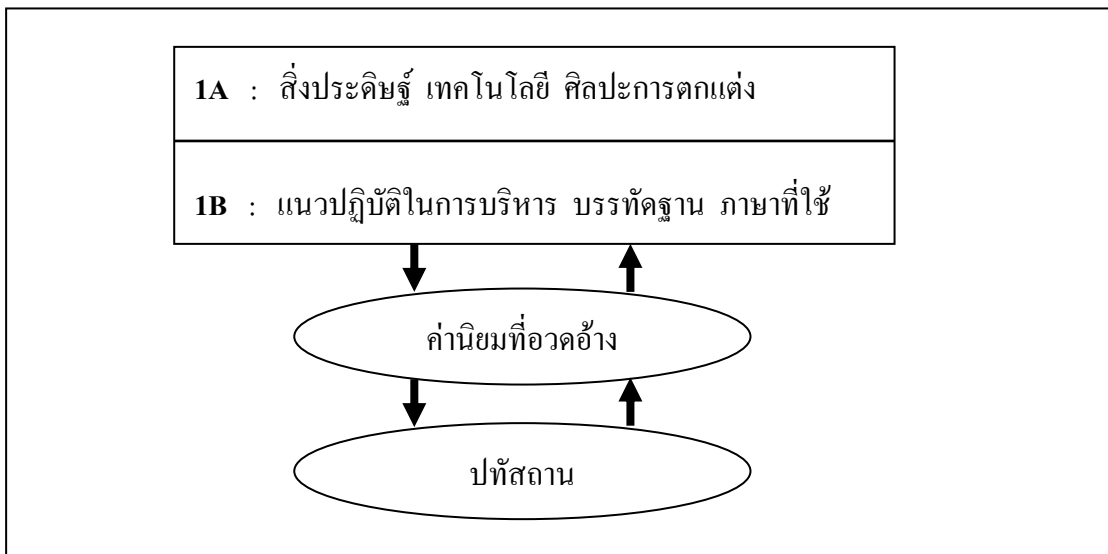 1A : สิ่งประดิษฐ์ เทคโนโลยี ศิลปะการตกแต่ง
1B : แนวปฏิบัติในการบริหาร บรรทัดฐาน ภาษาที่ใช้
ค่านิยมที่อวดอ้าง
ปทัสถาน